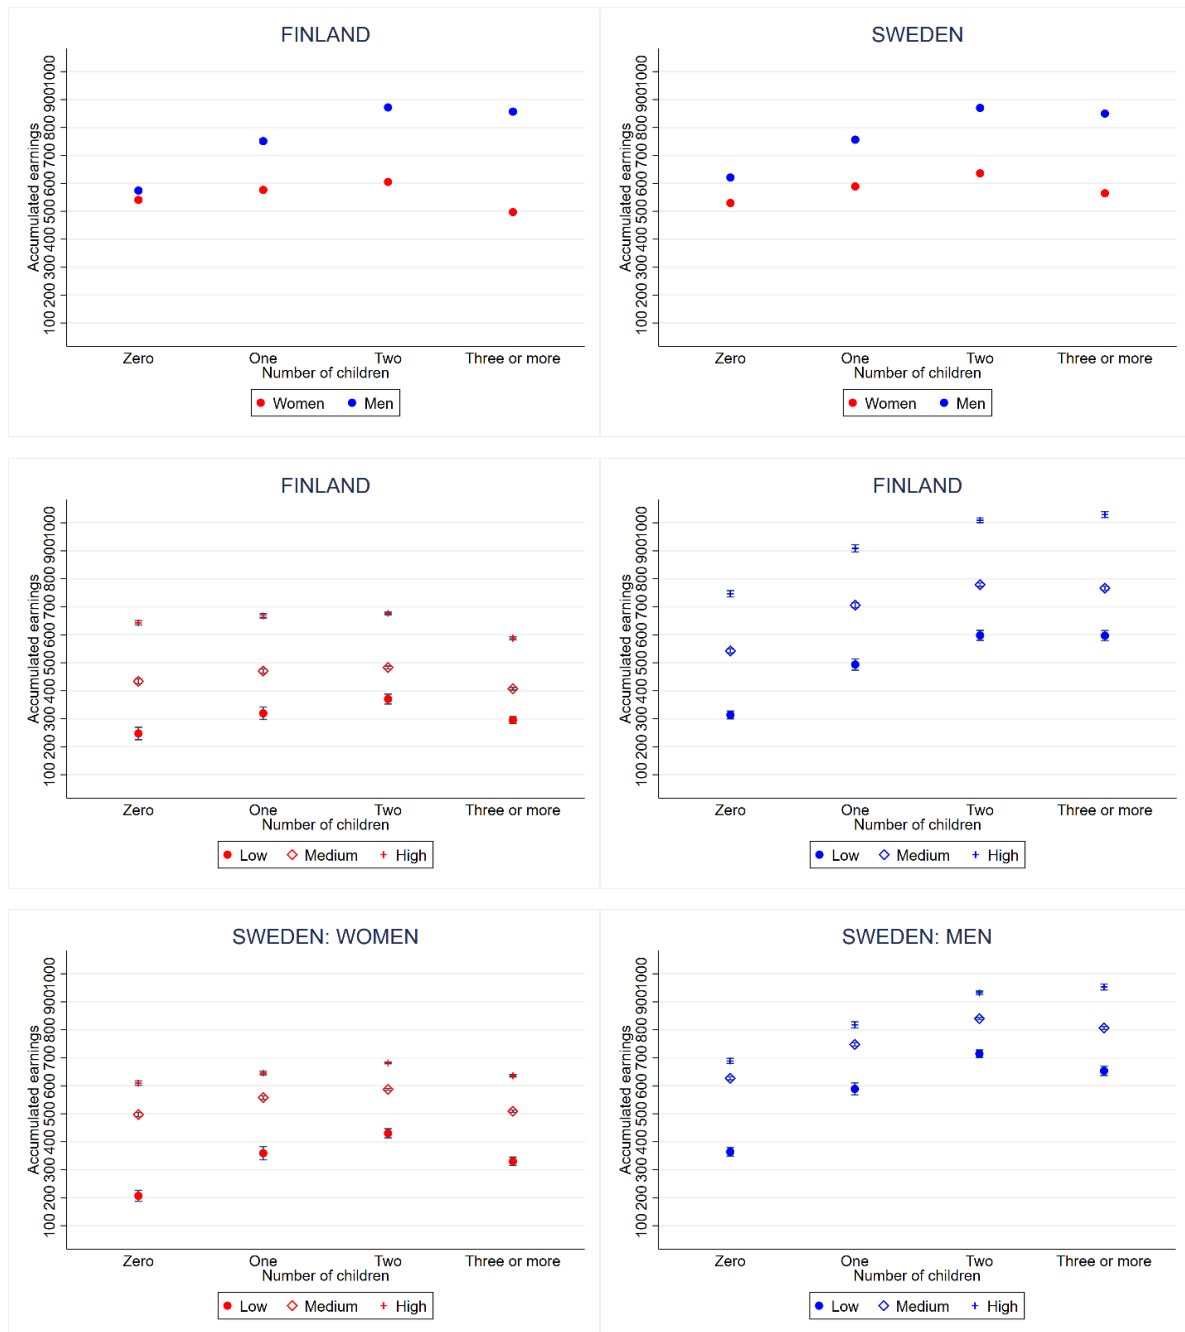 FINLAND
Accumulated earnings
100 200 300 400 500 600 700 800 900 1000
Zero One Two Three or more
Number of children
Women Men
SWEDEN
Accumulated earnings
100 200 300 400 500 600 700 800 900 1000
Zero One Two Three or more
Number of children
Women Men
FINLAND
Accumulated earnings
100 200 300 400 500 600 700 800 900 1000
Zero One Two Three or more
Number of children
Low Medium High
FINLAND
Accumulated earnings
100 200 300 400 500 600 700 800 900 1000
Zero One Two Three or more
Number of children
Low Medium High
SWEDEN: WOMEN
Accumulated earnings
100 200 300 400 500 600 700 800 900 1000
Zero One Two Three or more
Number of children
Low Medium High
SWEDEN: MEN
Accumulated earnings
100 200 300 400 500 600 700 800 900 1000
Zero One Two Three or more
Number of children
Low Medium High